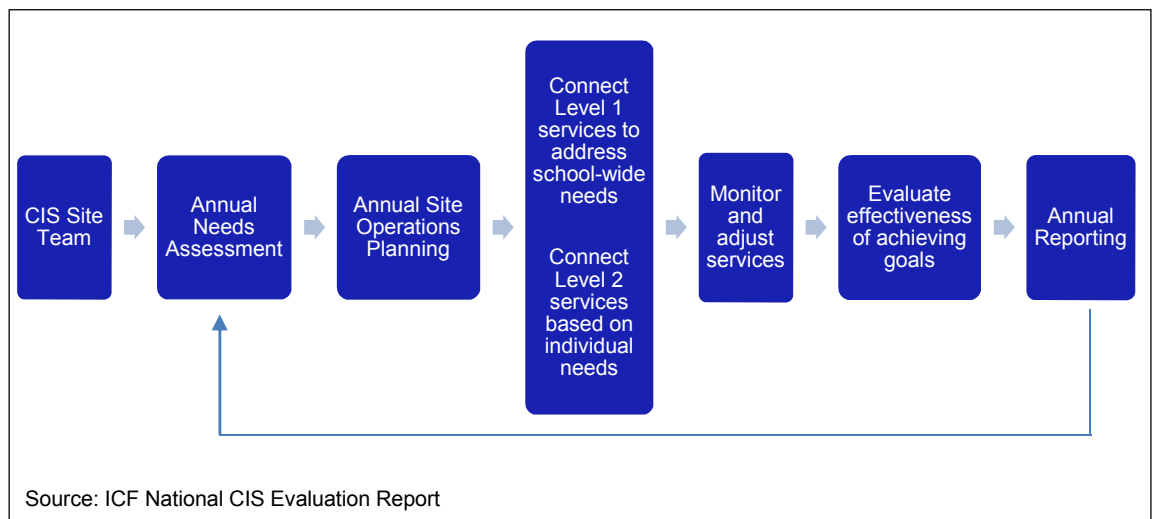 CIS Site
Team
Annual
Needs
Assessment
Annual Site
Operations
Planning
Connect
Level 1
services to
address
school-wide
needs
Connect
Level 2
services
based on
individual
needs
Monitor
and
adjust
services
Evaluate
effectiveness
of achieving
goals
Annual
Reporting
Source: ICF National CIS Evaluation Report